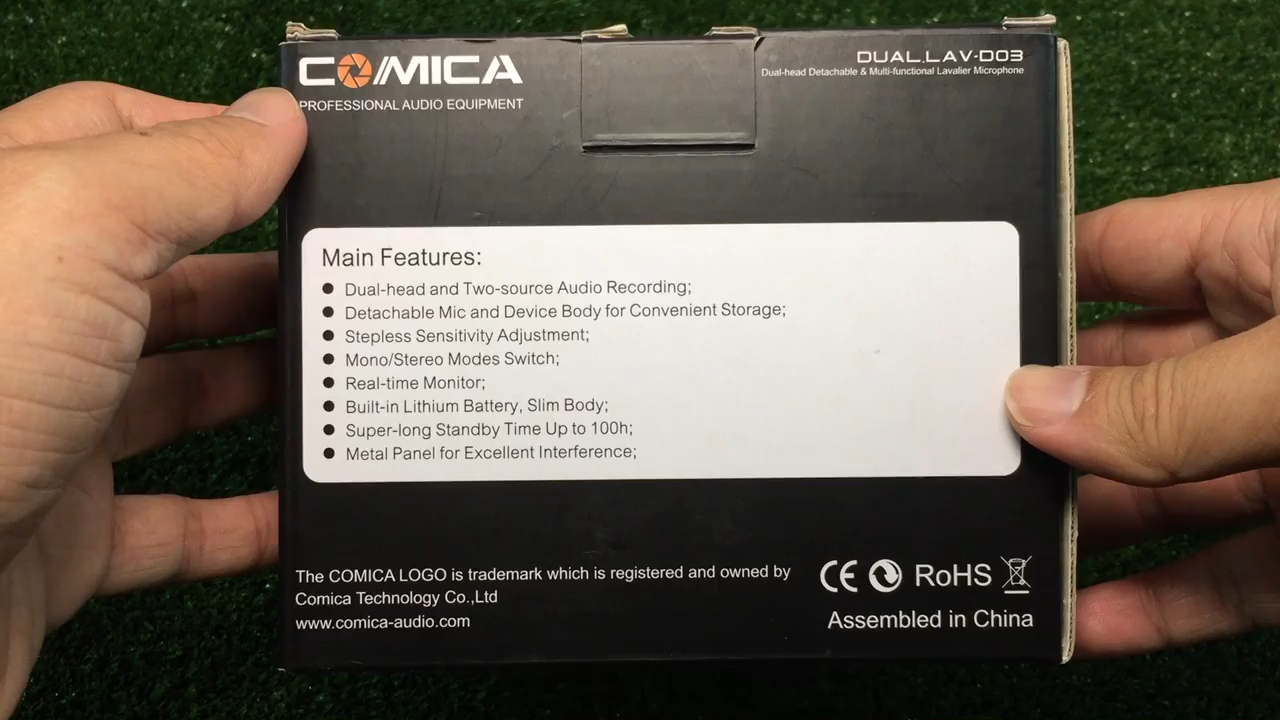 COMICA
PROFESSIONAL AUDIO EQUIPMENT
DUAL.LAV-D03
Dual-head Detachable & Multi-functional Lavalier Microphone
Main Features:
● Dual-head and Two-source Audio Recording;
● Detachable Mic and Device Body for Convenient Storage;
● Stepless Sensitivity Adjustment;
● Mono/Stereo Modes Switch;
● Real-time Monitor;
● Built-in Lithium Battery, Slim Body;
● Super-long Standby Time Up to 100h;
● Metal Panel for Excellent Interference;
The COMICA LOGO is trademark which is registered and owned by
Comica Technology Co.,Ltd
www.comica-audio.com
CE RoHS
Assembled in China